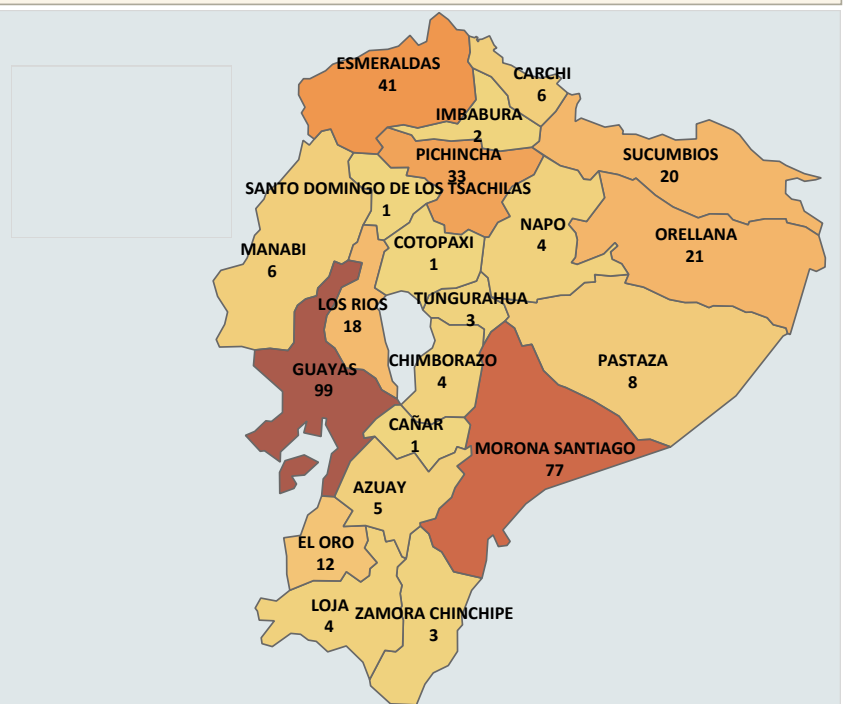 ESMERALDAS
41
CARCHI
6
IMBABURA
2
PICHINCHA
33
SUCUMBIOS
20
SANTO DOMINGO DE LOS TSACHILAS
1
NAPO
4
ORELLANA
21
MANABI
6
COTOPAXI
1
LOS RIOS
18
TUNGURAHUA
3
GUAYAS
99
CHIMBORAZO
4
PASTAZA
8
CAÑAR
1
MORONA SANTIAGO
77
AZUAY
5
EL ORO
12
LOJA
4
ZAMORA CHINCHIPE
3